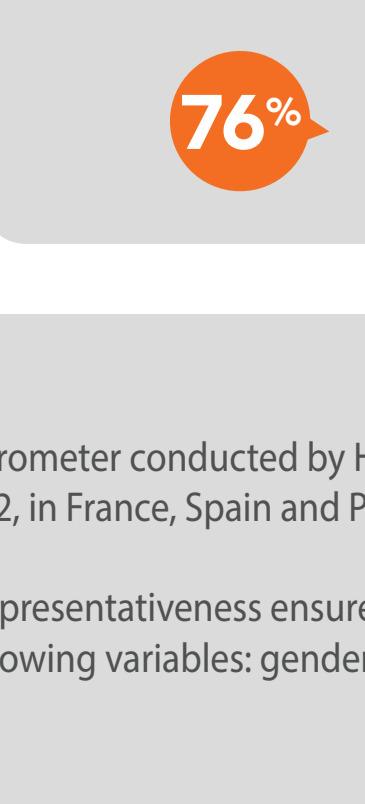 76%
rometer conducted by H
2, in France, Spain and P
presentativeness ensure
owing variables: gender